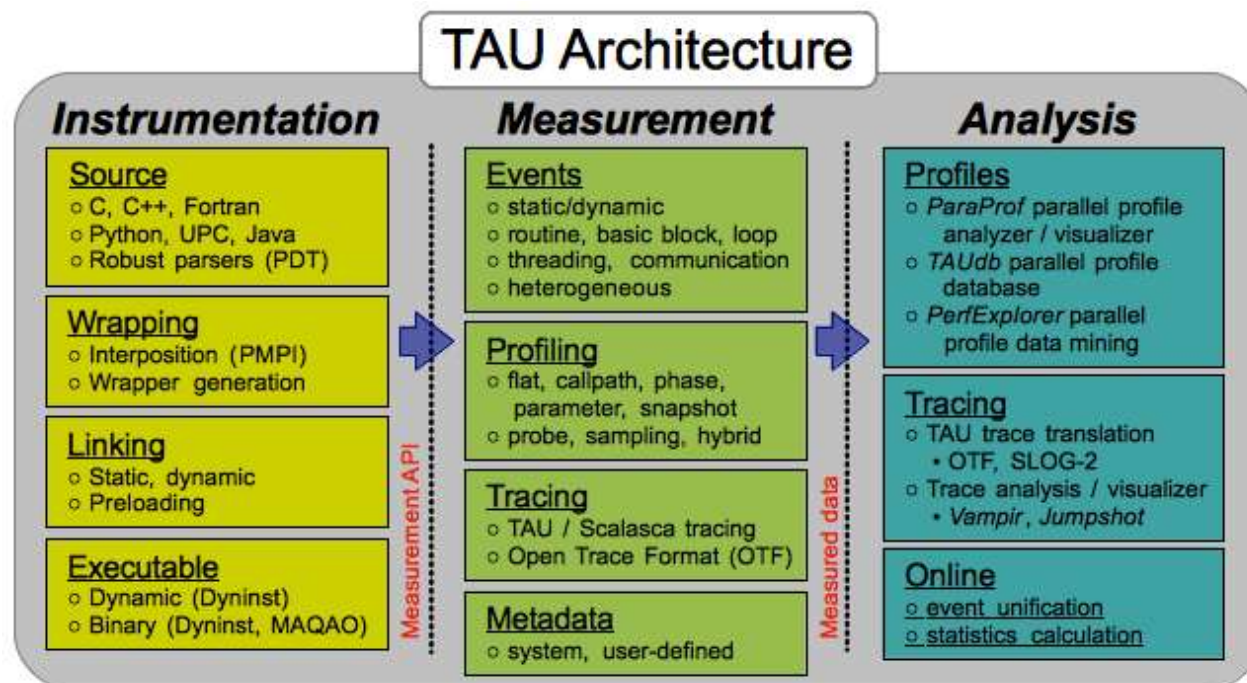 TAU Architecture
Instrumentation
Source
○ C, C++, Fortran
○ Python, UPC, Java
○ Robust parsers (PDT)
Wrapping
○ Interposition (PMPI)
○ Wrapper generation
Linking
○ Static, dynamic
○ Preloading
Executable
○ Dynamic (Dyninst)
○ Binary (Dyninst, MAQAO)
Measurement API
Measurement
Events
○ static/dynamic
○ routine, basic block, loop
○ threading, communication
○ heterogeneous
Profiling
○ flat, callpath, phase,
parameter, snapshot
○ probe, sampling, hybrid
Tracing
○ TAU / Scalasca tracing
○ Open Trace Format (OTF)
Metadata
○ system, user-defined
Measured data
Analysis
Profiles
○ ParaProf parallel profile
analyzer / visualizer
○ TAUdb parallel profile
database
○ PerfExplorer parallel
profile data mining
Tracing
○ TAU trace translation
• OTF, SLOG-2
○ Trace analysis / visualizer
• Vampir, Jumpshot
Online
○ event unification
○ statistics calculation